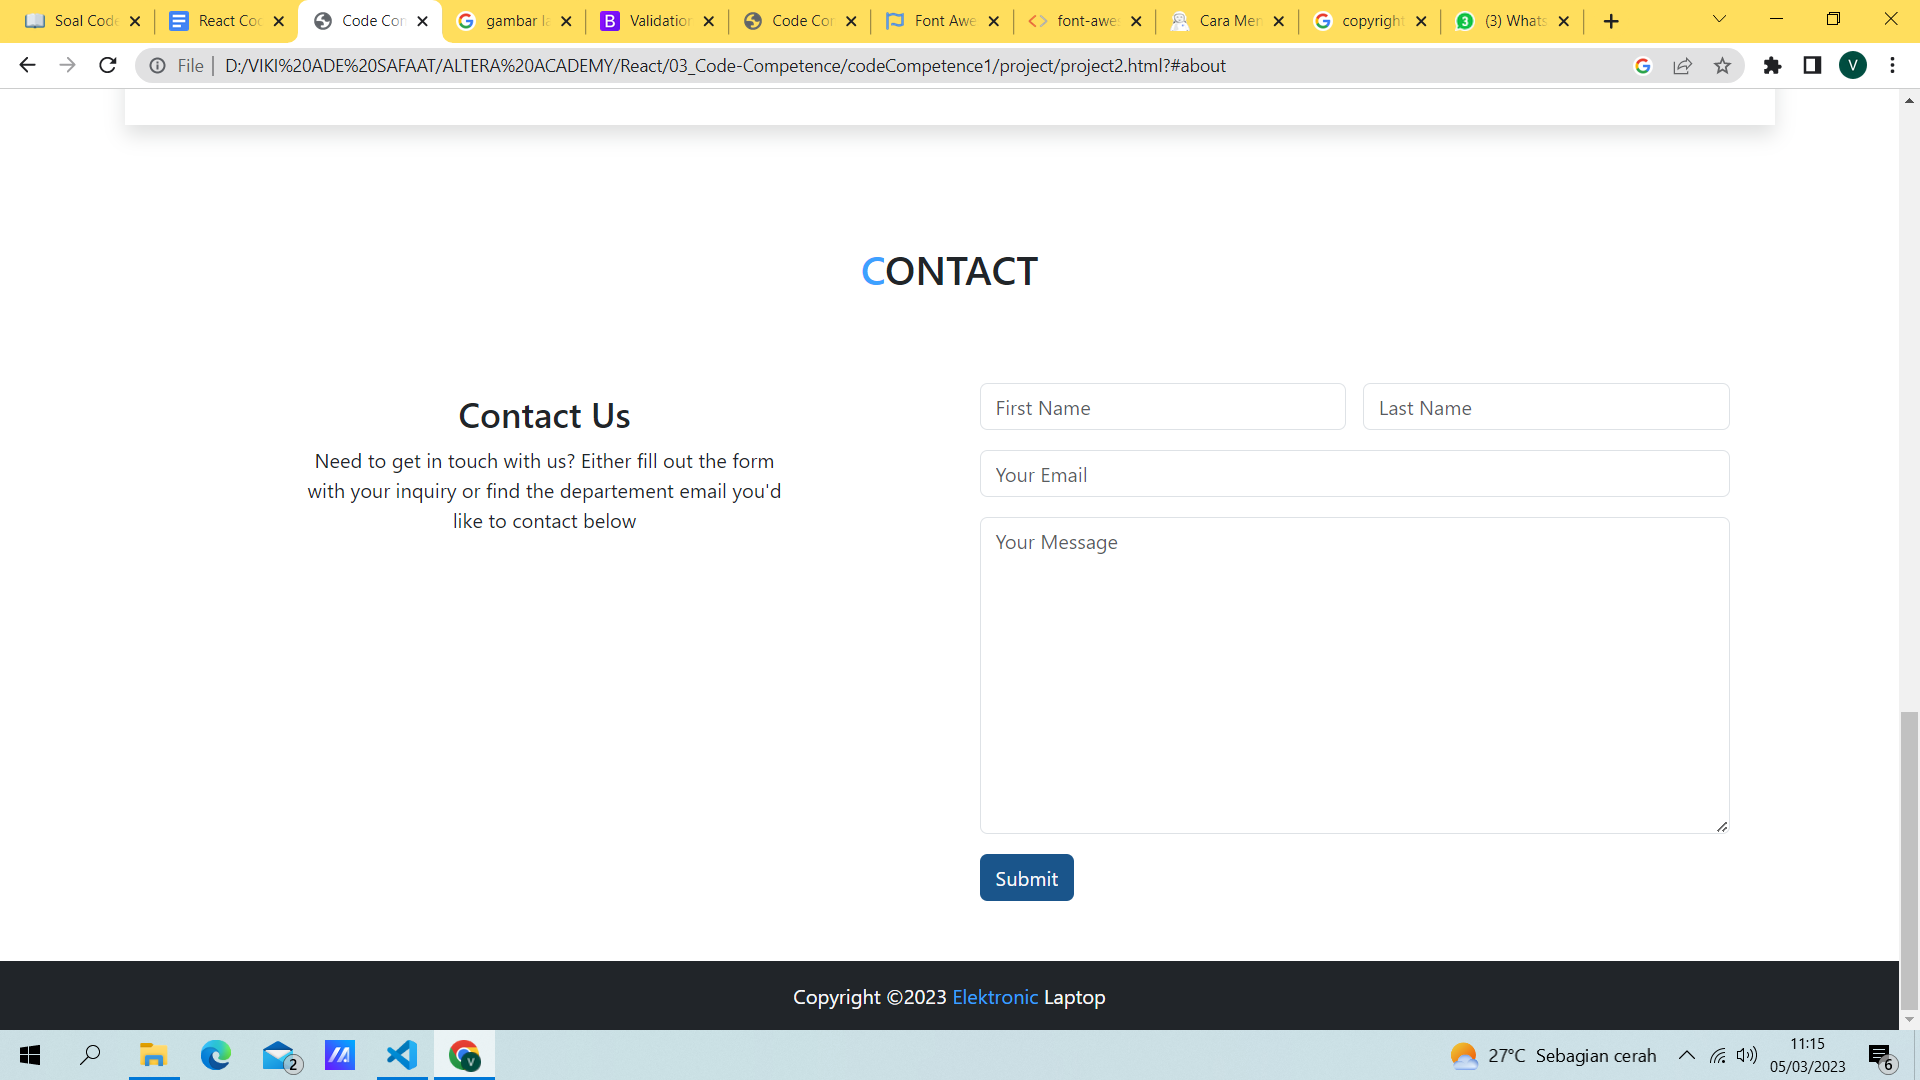 Soal Code
React Coc
Code Con
gambar la
Validation
Code Con
Font Awe
font-awe
Cara Men
copyright
(3) Whats
File
D:/VIKI%20ADE%20SAFAAT/ALTERA%20ACADEMY/React/03_Code-Competence/codeCompetence1/project/project2.html?#about
V
CONTACT
Contact Us
Need to get in touch with us? Either fill out the form
with your inquiry or find the departement email you'd
like to contact below
First Name
Last Name
Your Email
Your Message
Submit
Copyright ©2023 Elektronic Laptop
2
V
27°C Sebagian cerah
11:15
05/03/2023
6